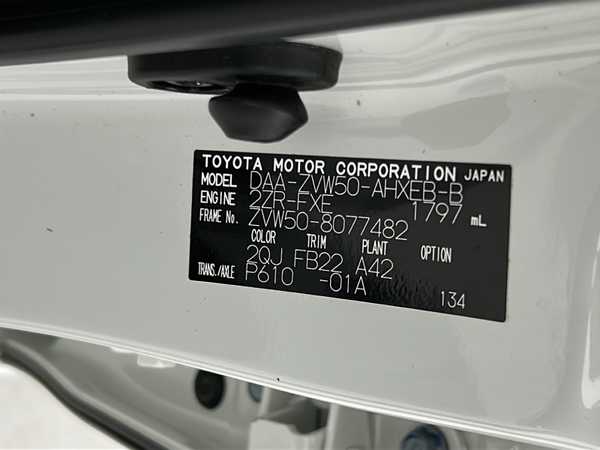 TOYOTA MOTOR CORPORATION JAPAN
MODEL DAA-ZVW50-AHXEB-B
ENGINE 2ZR-FXE 1797 mL
FRAME No. ZVW50-8077482
COLOR TRIM PLANT OPTION
2QJ FB22 A42
TRANS./AXLE P610 -01A
134